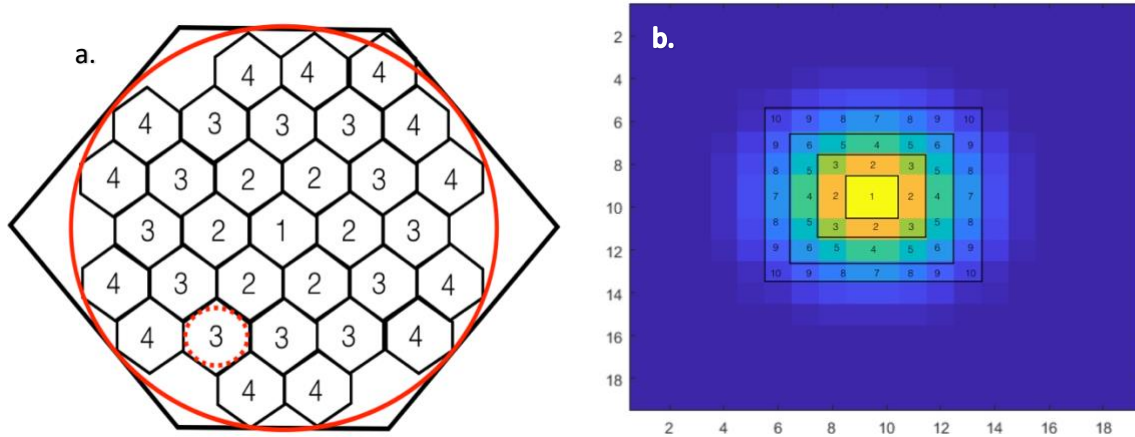 a.
4 4 4
4 3 3 3 4
4 3 2 2 3 4
3 2 1 2 3
4 3 2 2 3 4
4 3 3 3 4
4 4
b.
2
4
6
8
10
12
14
16
18
10 9 8 7 8 9 10
9 6 5 4 5 6 9
8 5 3 2 3 5 8
7 4 2 1 2 4 7
8 5 3 2 3 5 8
9 6 5 4 5 6 9
10 9 8 7 8 9 10
2 4 6 8 10 12 14 16 18